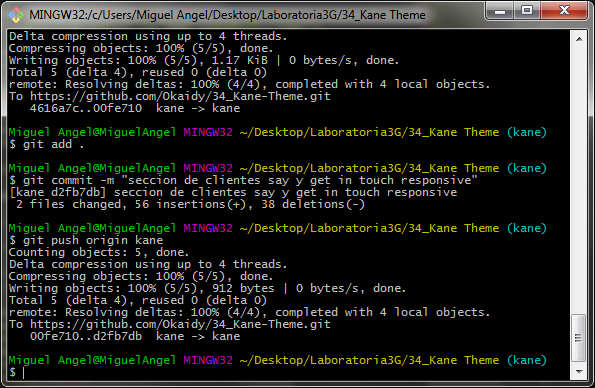 MINGW32:/c/Users/Miguel Angel/Desktop/Laboratoria3G/34_Kane Theme
Delta compression using up to 4 threads.
Compressing objects: 100% (5/5), done.
Writing objects: 100% (5/5), 1.17 KiB | 0 bytes/s, done.
Total 5 (delta 4), reused 0 (delta 0)
remote: Resolving deltas: 100% (4/4), completed with 4 local objects.
To https://github.com/Okaidy/34_Kane-Theme.git
   4616a7c..00fe710  kane -> kane
Miguel Angel@MiguelAngel MINGW32 ~/Desktop/Laboratoria3G/34_Kane Theme (kane)
$ git add .
Miguel Angel@MiguelAngel MINGW32 ~/Desktop/Laboratoria3G/34_Kane Theme (kane)
$ git commit -m "seccion de clientes say y get in touch responsive"
[kane d2fb7db] seccion de clientes say y get in touch responsive
 2 files changed, 56 insertions(+), 38 deletions(-)
Miguel Angel@MiguelAngel MINGW32 ~/Desktop/Laboratoria3G/34_Kane Theme (kane)
$ git push origin kane
Counting objects: 5, done.
Delta compression using up to 4 threads.
Compressing objects: 100% (5/5), done.
Writing objects: 100% (5/5), 912 bytes | 0 bytes/s, done.
Total 5 (delta 4), reused 0 (delta 0)
remote: Resolving deltas: 100% (4/4), completed with 4 local objects.
To https://github.com/Okaidy/34_Kane-Theme.git
   00fe710..d2fb7db  kane -> kane
Miguel Angel@MiguelAngel MINGW32 ~/Desktop/Laboratoria3G/34_Kane Theme (kane)
$